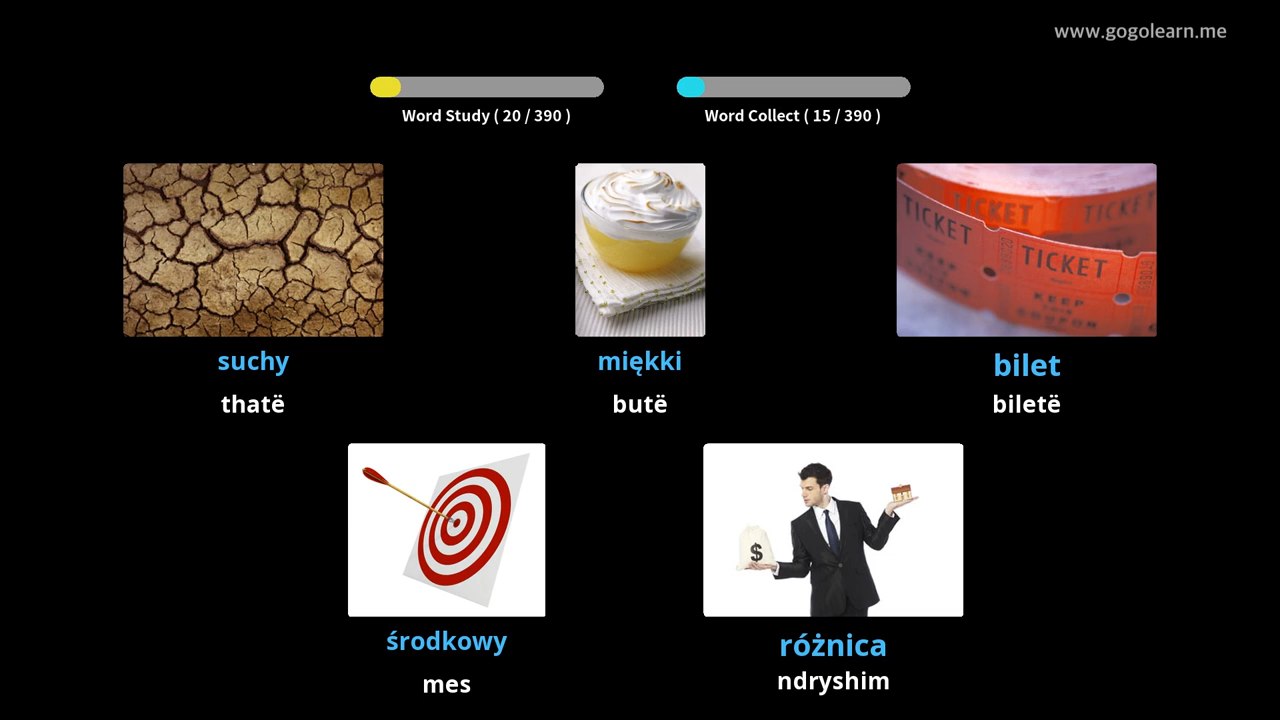 www.gogolearn.me
Word Study ( 20 / 390 )
Word Collect ( 15 / 390 )
TICKET
TICKET
TICKET
TICKET
KEEP
suchy
miękki
bilet
thatë
butë
biletë
$
środkowy
różnica
mes
ndryshim